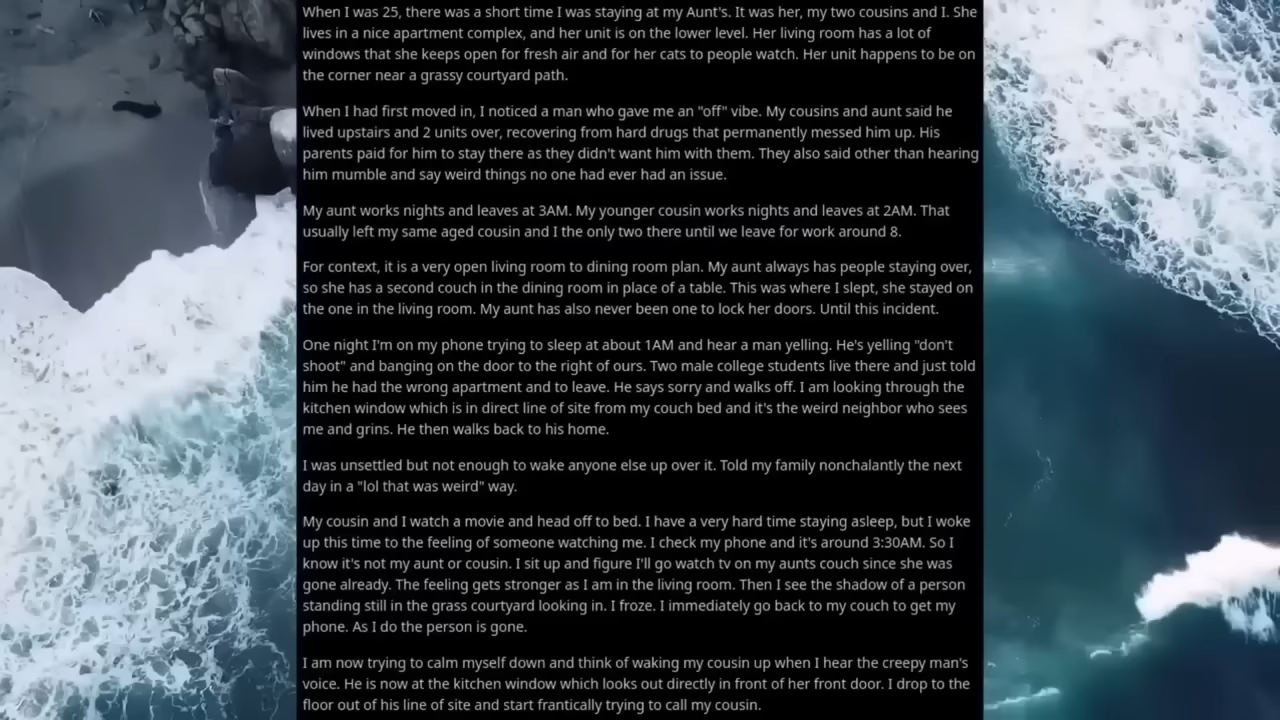 When I was 25, there was a short time I was staying at my Aunt's. It was her, my two cousins and I. She
lives in a nice apartment complex, and her unit is on the lower level. Her living room has a lot of
windows that she keeps open for fresh air and for her cats to people watch. Her unit happens to be on
the corner near a grassy courtyard path.
When I had first moved in, I noticed a man who gave me an "off" vibe. My cousins and aunt said he
lived upstairs and 2 units over, recovering from hard drugs that permanently messed him up. His
parents paid for him to stay there as they didn't want him with them. They also said other than hearing
him mumble and say weird things no one had ever had an issue.
My aunt works nights and leaves at 3AM. My younger cousin works nights and leaves at 2AM. That
usually left my same aged cousin and I the only two there until we leave for work around 8.
For context, it is a very open living room to dining room plan. My aunt always has people staying over,
so she has a second couch in the dining room in place of a table. This was where I slept, she stayed on
the one in the living room. My aunt has also never been one to lock her doors. Until this incident.
One night I'm on my phone trying to sleep at about 1AM and hear a man yelling. He's yelling "don't
shoot" and banging on the door to the right of ours. Two male college students live there and just told
him he had the wrong apartment and to leave. He says sorry and walks off. I am looking through the
kitchen window which is in direct line of site from my couch bed and it's the weird neighbor who sees
me and grins. He then walks back to his home.
I was unsettled but not enough to wake anyone else up over it. Told my family nonchalantly the next
day in a "lol that was weird" way.
My cousin and I watch a movie and head off to bed. I have a very hard time staying asleep, but I woke
up this time to the feeling of someone watching me. I check my phone and it's around 3:30AM. So I
know it's not my aunt or cousin. I sit up and figure I'll go watch tv on my aunts couch since she was
gone already. The feeling gets stronger as I am in the living room. Then I see the shadow of a person
standing still in the grass courtyard looking in. I froze. I immediately go back to my couch to get my
phone. As I do the person is gone.
I am now trying to calm myself down and think of waking my cousin up when I hear the creepy man's
voice. He is now at the kitchen window which looks out directly in front of her front door. I drop to the
floor out of his line of site and start frantically trying to call my cousin.